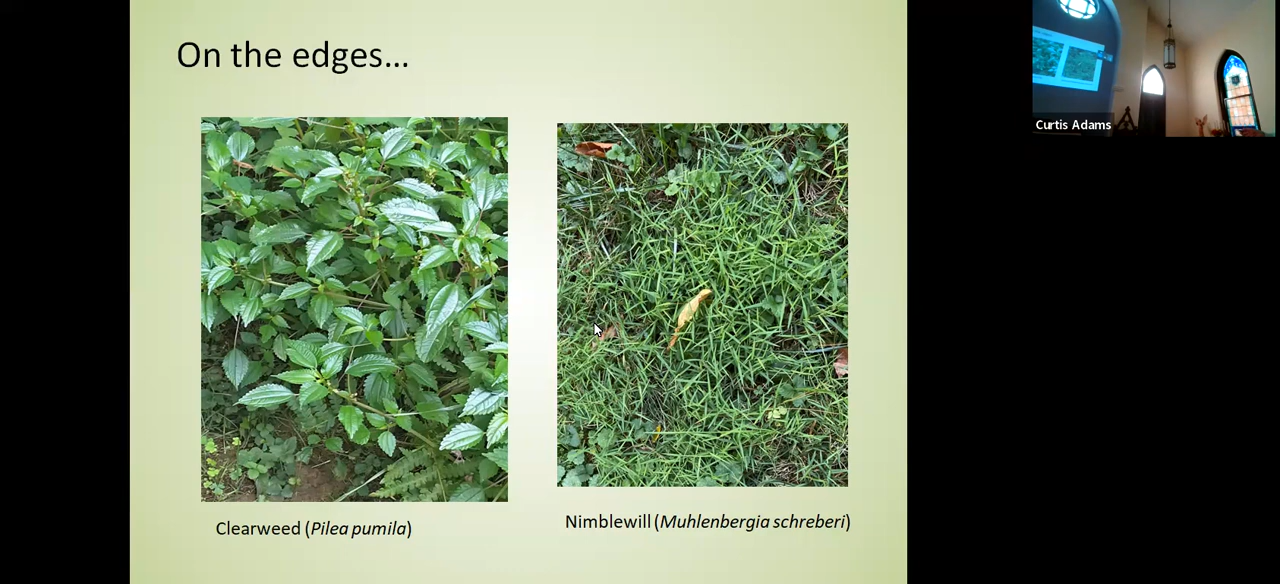 On the edges...
Clearweed (Pilea pumila)
Nimblewill (Muhlenbergia schreberi)
Curtis Adams